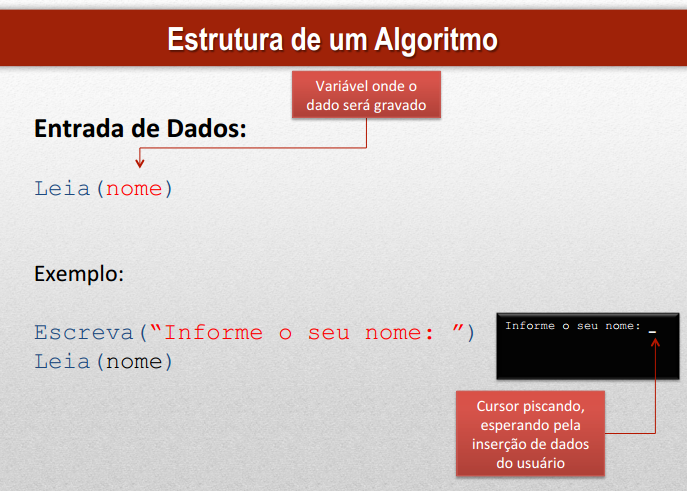 Estrutura de um Algoritmo
Variável onde o
dado será gravado
Entrada de Dados:
Leia(nome)
Exemplo:
Escreva(“Informe o seu nome: ”)
Leia(nome)
Informe o seu nome: _
Cursor piscando,
esperando pela
inserção de dados
do usuário